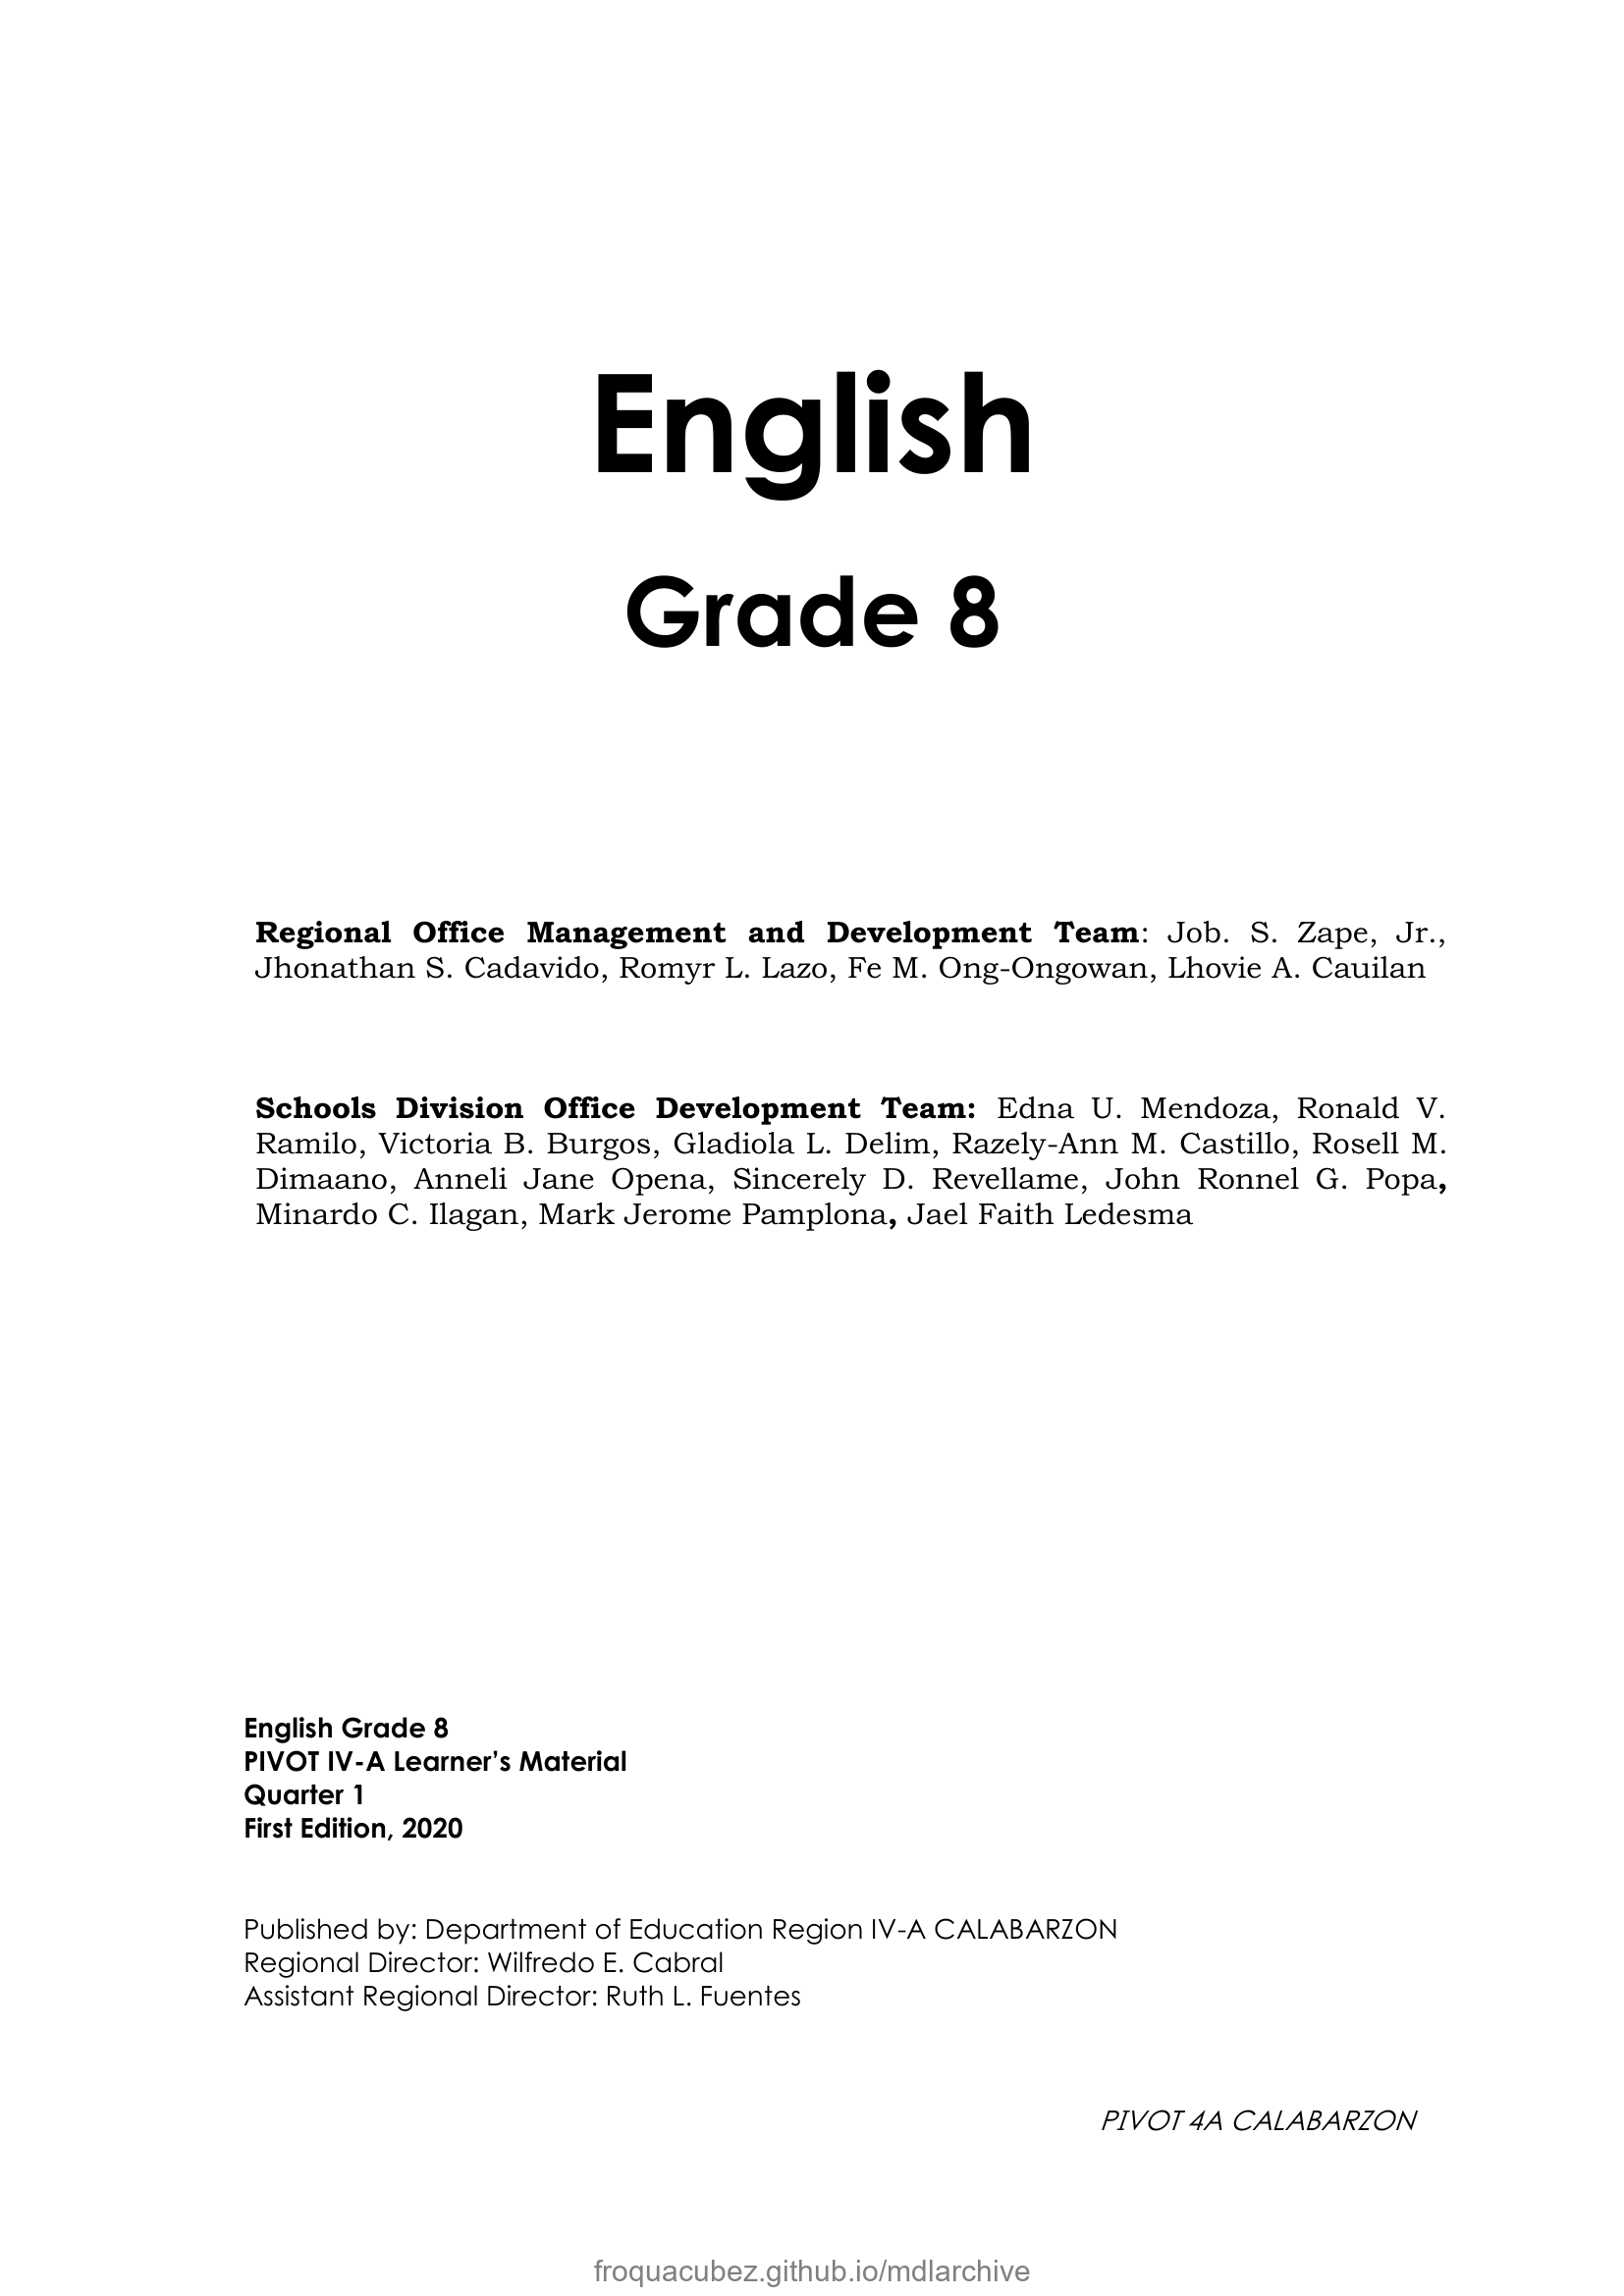 English
Grade 8
Regional Office Management and Development Team: Job. S. Zape, Jr.,
Jhonathan S. Cadavido, Romyr L. Lazo, Fe M. Ong-Ongowan, Lhovie A. Cauilan
Schools Division Office Development Team: Edna U. Mendoza, Ronald V.
Ramilo, Victoria B. Burgos, Gladiola L. Delim, Razely-Ann M. Castillo, Rosell M.
Dimaano, Anneli Jane Opena, Sincerely D. Revellame, John Ronnel G. Popa,
Minardo C. Ilagan, Mark Jerome Pamplona, Jael Faith Ledesma
English Grade 8
PIVOT IV-A Learner’s Material
Quarter 1
First Edition, 2020
Published by: Department of Education Region IV-A CALABARZON
Regional Director: Wilfredo E. Cabral
Assistant Regional Director: Ruth L. Fuentes
PIVOT 4A CALABARZON
froquacubez.github.io/mdlarchive